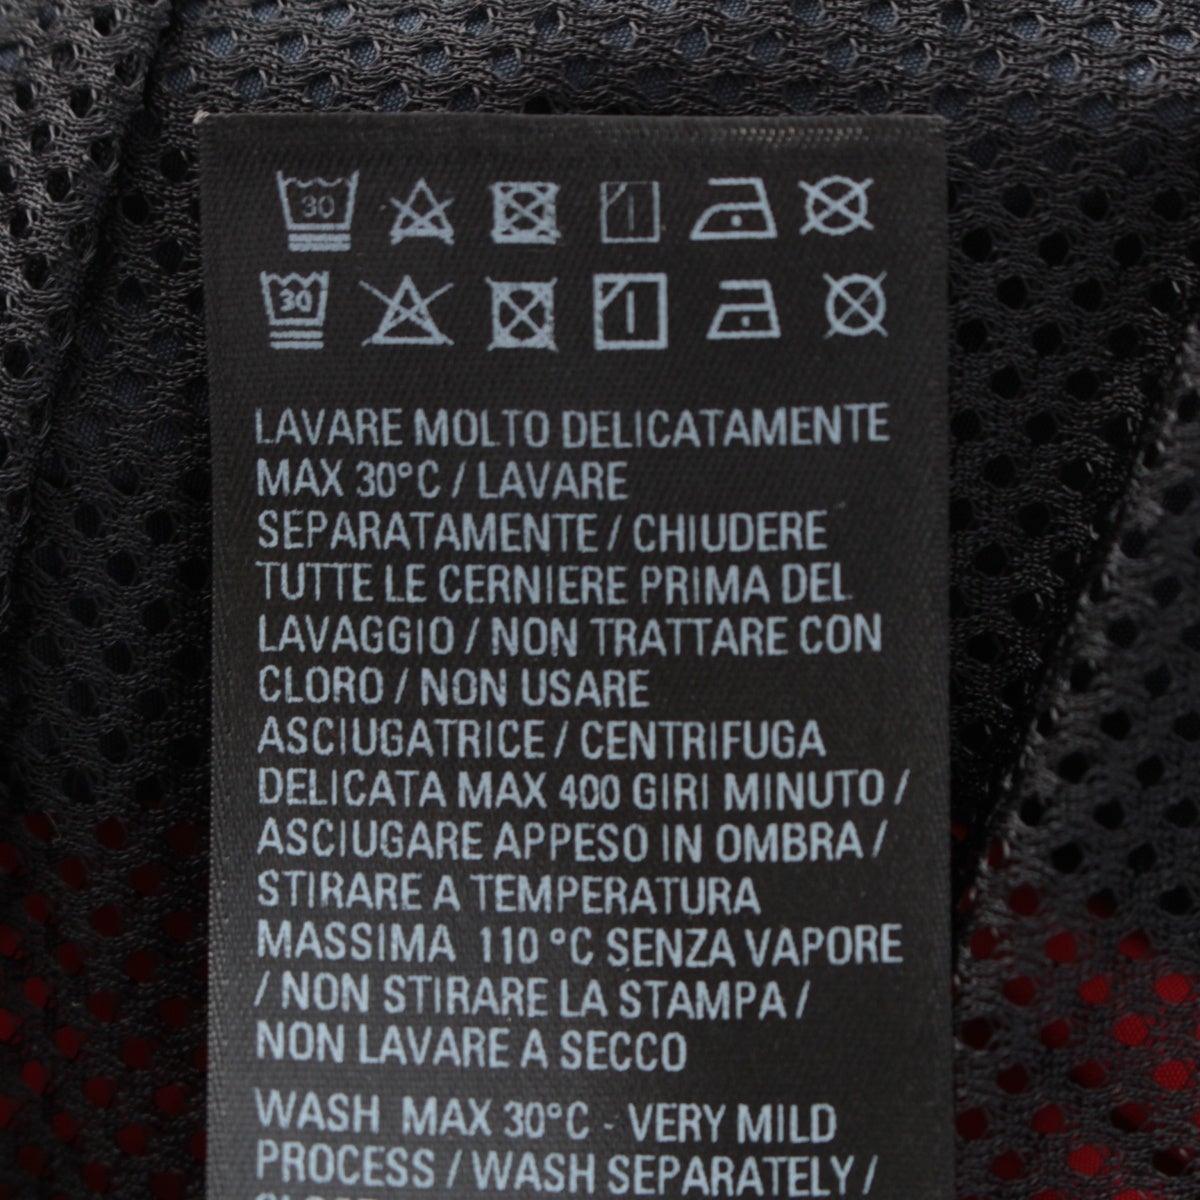 30
30
LAVARE MOLTO DELICATAMENTE
MAX 30°C / LAVARE
SEPARATAMENTE / CHIUDERE
TUTTE LE CERNIERE PRIMA DEL
LAVAGGIO / NON TRATTARE CON
CLORO / NON USARE
ASCIUGATRICE / CENTRIFUGA
DELICATA MAX 400 GIRI MINUTO /
ASCIUGARE APPESO IN OMBRA /
STIRARE A TEMPERATURA
MASSIMA 110 °C SENZA VAPORE
/ NON STIRARE LA STAMPA /
NON LAVARE A SECCO
WASH MAX 30°C - VERY MILD
PROCESS / WASH SEPARATELY /